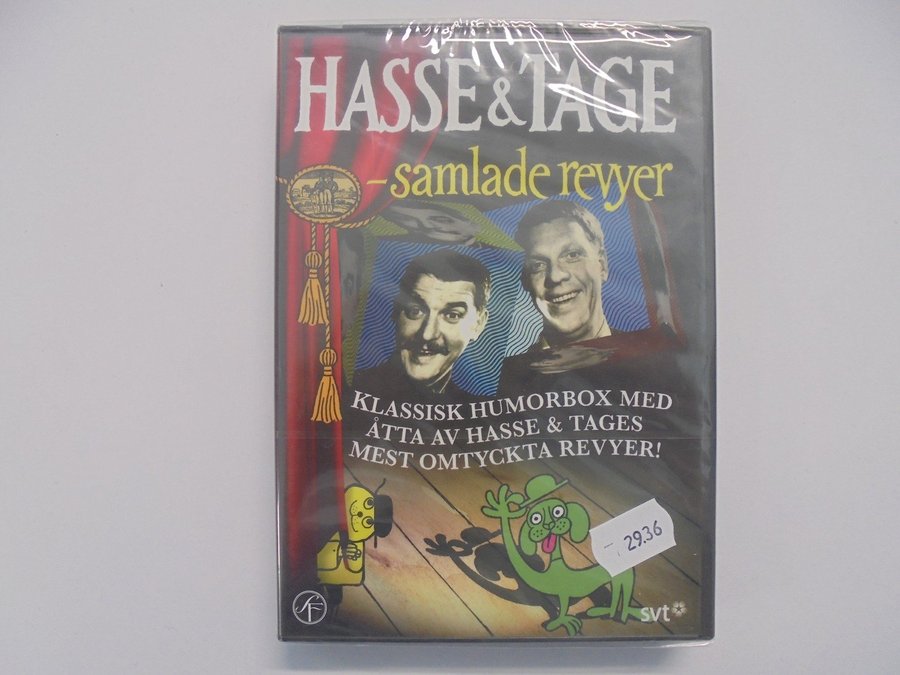 HASSE & TAGE
– samlade revyer
KLASSISK HUMORBOX MED
ÅTTA AV HASSE & TAGES
MEST OMTYCKTA REVYER!
29.36
SF
svt